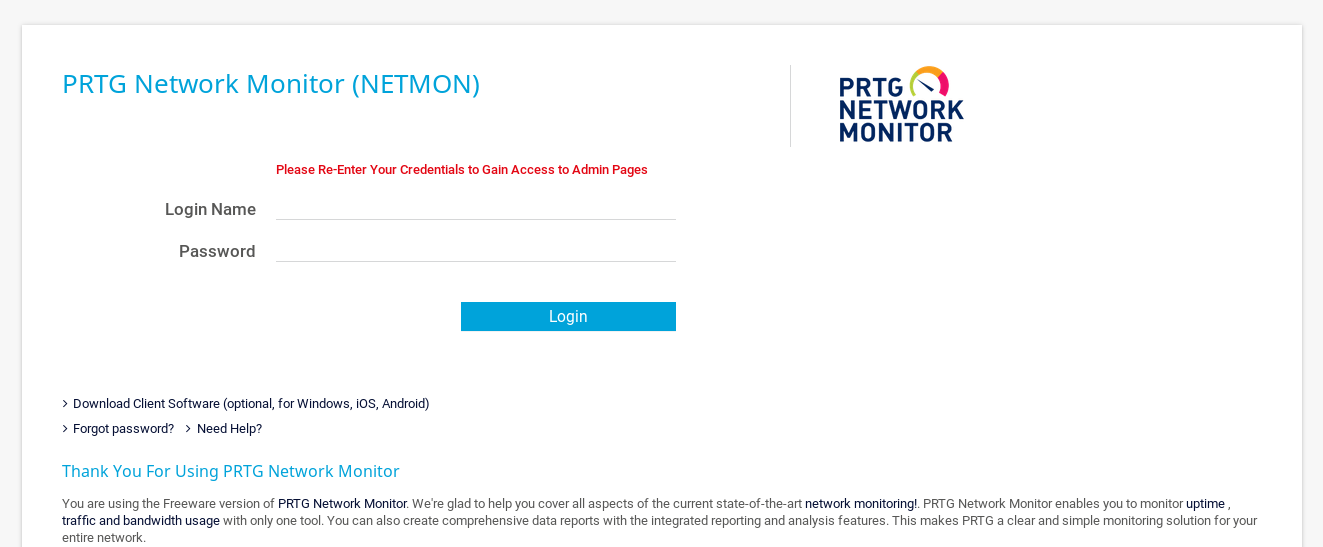 PRTG Network Monitor (NETMON)
PRTG
NETWORK
MONITOR
Please Re-Enter Your Credentials to Gain Access to Admin Pages
Login Name
Password
Login
Download Client Software (optional, for Windows, iOS, Android)
Forgot password? Need Help?
Thank You For Using PRTG Network Monitor
You are using the Freeware version of PRTG Network Monitor. We're glad to help you cover all aspects of the current state-of-the-art network monitoring!. PRTG Network Monitor enables you to monitor uptime ,
traffic and bandwidth usage with only one tool. You can also create comprehensive data reports with the integrated reporting and analysis features. This makes PRTG a clear and simple monitoring solution for your
entire network.